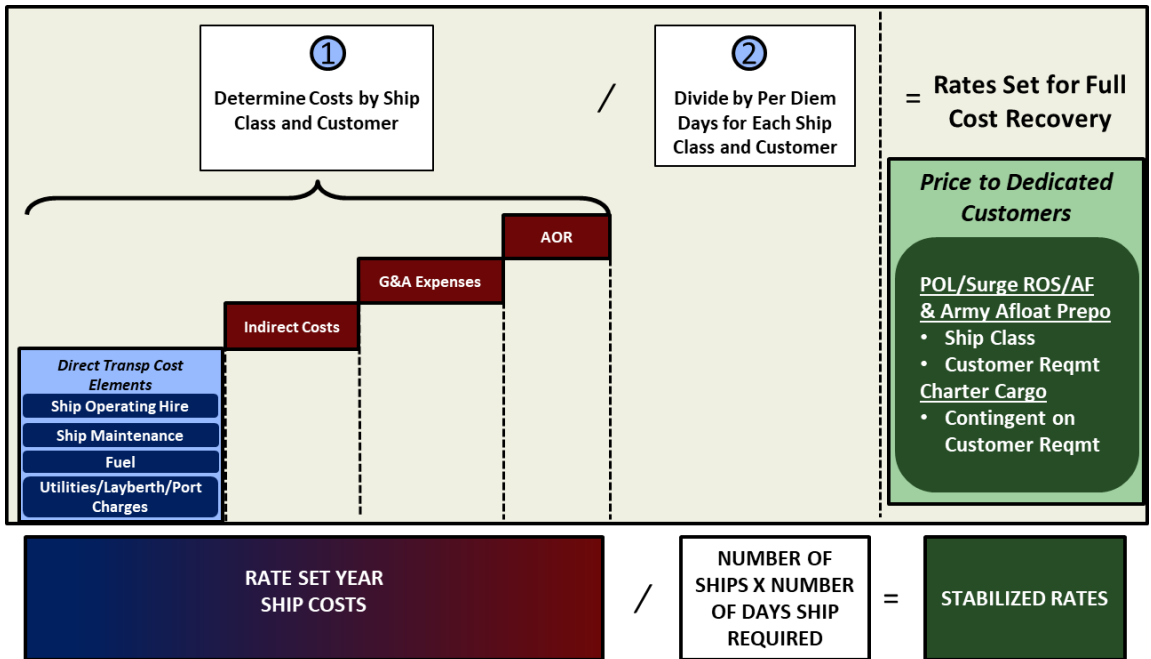 1
Determine Costs by Ship
Class and Customer
/
2
Divide by Per Diem
Days for Each Ship
Class and Customer
= Rates Set for Full
Cost Recovery
Price to Dedicated
Customers
POL/Surge ROS/AF
& Army Afloat Prepo
• Ship Class
• Customer Reqmt
Charter Cargo
• Contingent on
Customer Reqmt
AOR
G&A Expenses
Indirect Costs
Direct Transp Cost
Elements
Ship Operating Hire
Ship Maintenance
Fuel
Utilities/Layberth/Port
Charges
RATE SET YEAR
SHIP COSTS
/
NUMBER OF
SHIPS X NUMBER
OF DAYS SHIP
REQUIRED
=
STABILIZED RATES